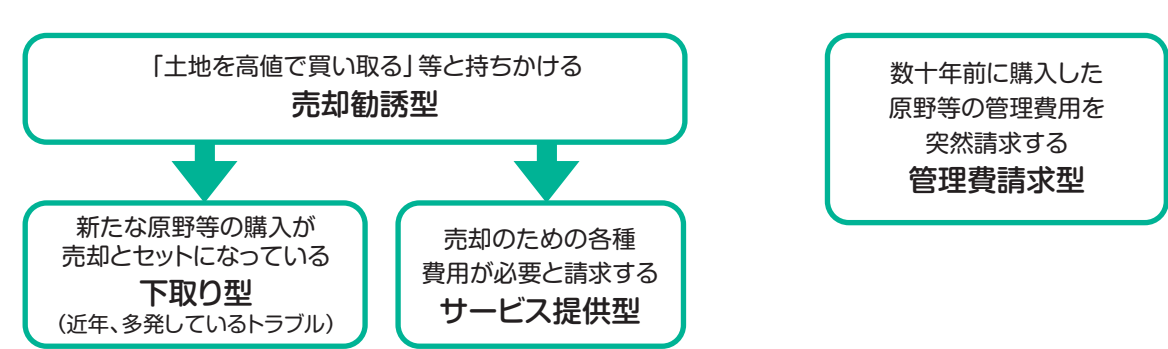 「土地を高値で買い取る」等と持ちかける
売却勧誘型
新たな原野等の購入が
売却とセットになっている
下取り型
(近年、多発しているトラブル)
売却のための各種
費用が必要と請求する
サービス提供型
数十年前に購入した
原野等の管理費用を
突然請求する
管理費請求型